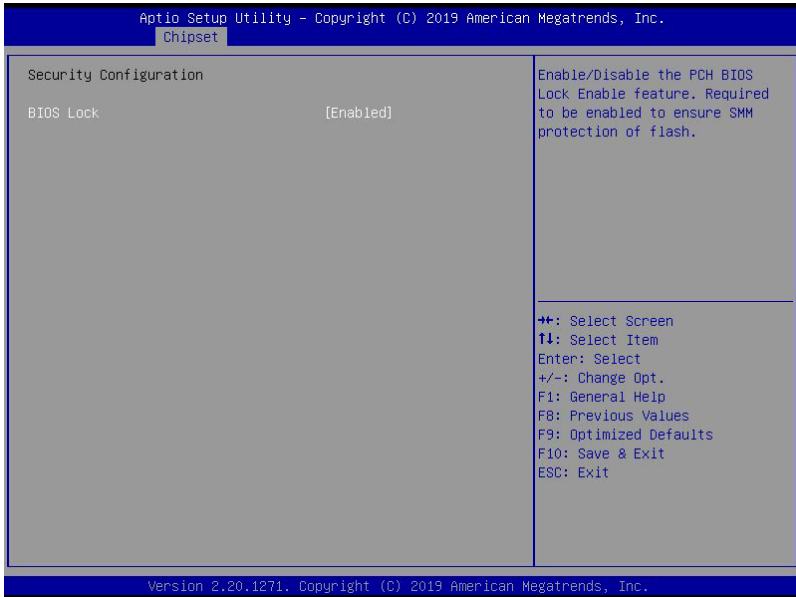 Aptio Setup Utility – Copyright (C) 2019 American Megatrends, Inc.
Chipset
Security Configuration
BIOS Lock [Enabled]
Enable/Disable the PCH BIOS
Lock Enable feature. Required
to be enabled to ensure SMM
protection of flash.
→←: Select Screen
↑↓: Select Item
Enter: Select
+/-: Change Opt.
F1: General Help
F8: Previous Values
F9: Optimized Defaults
F10: Save & Exit
ESC: Exit
Version 2.20.1271. Copyright (C) 2019 American Megatrends, Inc.